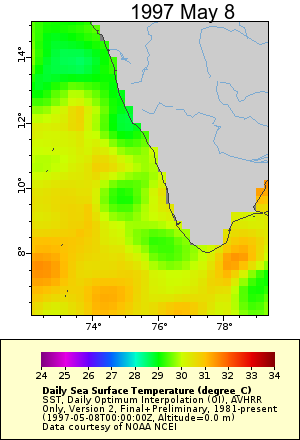 1997 May 8
14°
12°
10°
8°
74°
76°
78°
24 25 26 27 28 29 30 31 32 33 34
Daily Sea Surface Temperature (degree_C)
SST, Daily Optimum Interpolation (OI), AVHRR
Only, Version 2, Final+Preliminary, 1981-present
(1997-05-08T00:00:00Z, Altitude=0.0 m)
Data courtesy of NOAA NCEI